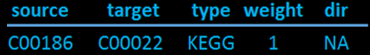 source target type weight dir
C00186 C00022 KEGG 1 NA